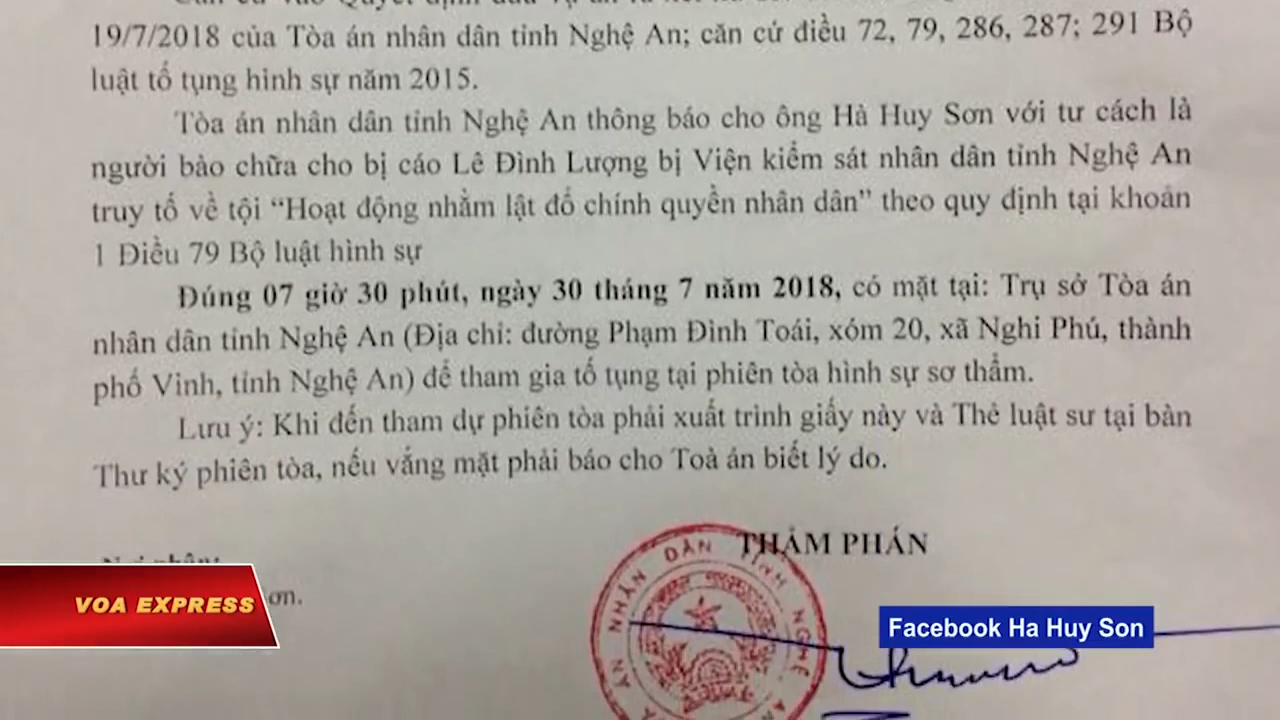 19/7/2018 của Tòa án nhân dân tỉnh Nghệ An; căn cứ điều 72, 79, 286, 287; 291 Bộ
luật tố tụng hình sự năm 2015.
Tòa án nhân dân tỉnh Nghệ An thông báo cho ông Hà Huy Sơn với tư cách là
người bào chữa cho bị cáo Lê Đình Lượng bị Viện kiểm sát nhân dân tỉnh Nghệ An
truy tố về tội “Hoạt động nhằm lật đổ chính quyền nhân dân” theo quy định tại khoản
1 Điều 79 Bộ luật hình sự
Đúng 07 giờ 30 phút, ngày 30 tháng 7 năm 2018, có mặt tại: Trụ sở Tòa án
nhân dân tỉnh Nghệ An (Địa chỉ: đường Phạm Đình Toái, xóm 20, xã Nghi Phú, thành
phố Vinh, tỉnh Nghệ An) để tham gia tố tụng tại phiên tòa hình sự sơ thẩm.
Lưu ý: Khi đến tham dự phiên tòa phải xuất trình giấy này và Thẻ luật sư tại bàn
Thư ký phiên tòa, nếu vắng mặt phải báo cho Toà án biết lý do.
THẨM PHÁN
ÁN NHÂN DÂN TỈNH NGHỆ AN
VOA EXPRESS
Facebook Ha Huy Son